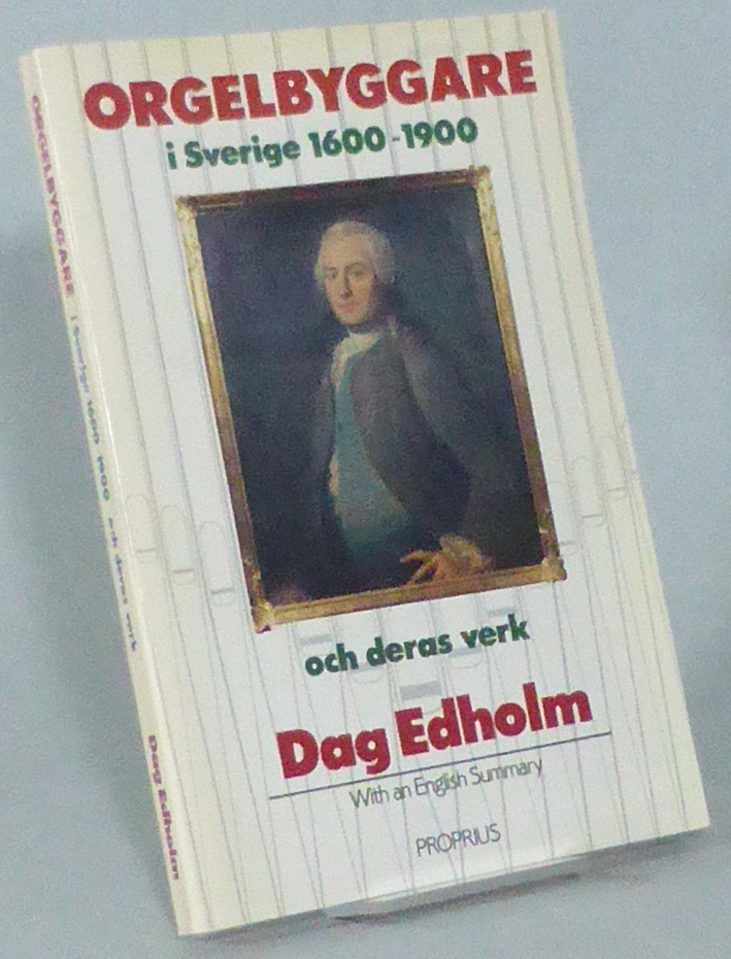 ORGELBYGGARE
i Sverige 1600-1900
och deras verk
Dag Edholm
With an English Summary
PROPRIUS
ORGELBYGGARE i Sverige 1600-1900 och deras verk Dag Edholm